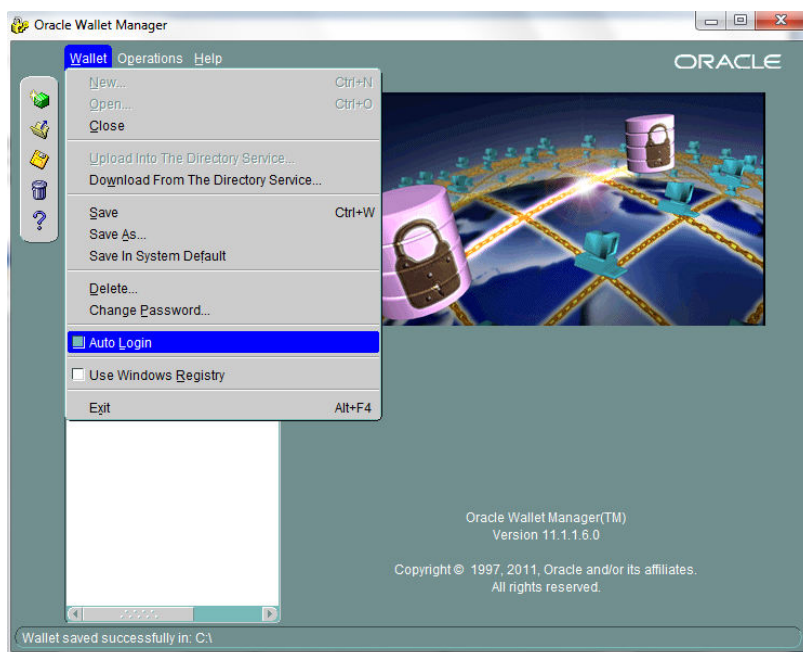 Oracle Wallet Manager
Wallet Operations Help
ORACLE
New... Ctrl+N
Open... Ctrl+O
Close
Upload Into The Directory Service...
Download From The Directory Service...
Save Ctrl+W
Save As...
Save In System Default
Delete...
Change Password...
Auto Login
Use Windows Registry
Exit Alt+F4
Oracle Wallet Manager(TM)
Version 11.1.1.6.0
Copyright © 1997, 2011, Oracle and/or its affiliates.
All rights reserved.
Wallet saved successfully in: C:\